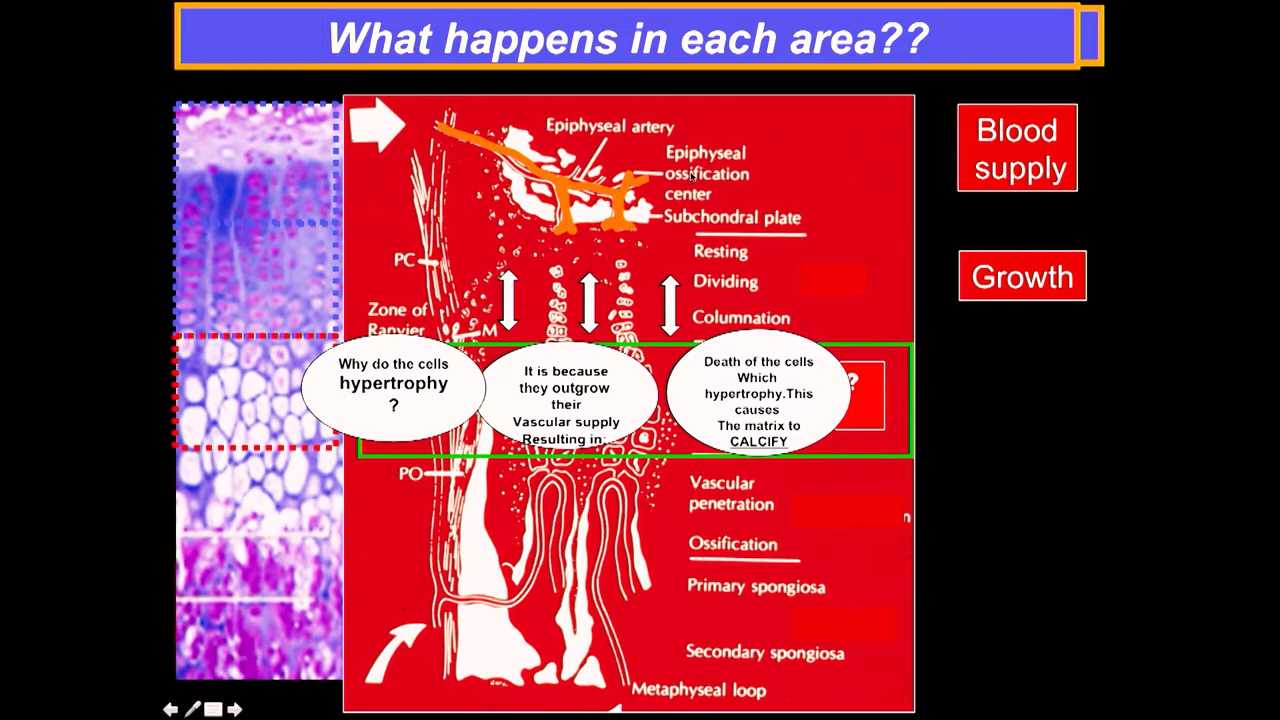 What happens in each area??
Epiphyseal artery
Epiphyseal
ossification
center
Subchondral plate
Resting
Dividing
Columnation
PC
Zone of
Ranvier
M
Why do the cells
hypertrophy
?
It is because
they outgrow
their
Vascular supply
Resulting in:
Death of the cells
Which
hypertrophy.This
causes
The matrix to
CALCIFY
?
PO
Vascular
penetration
n
Ossification
Primary spongiosa
Secondary spongiosa
Metaphyseal loop
Blood
supply
Growth